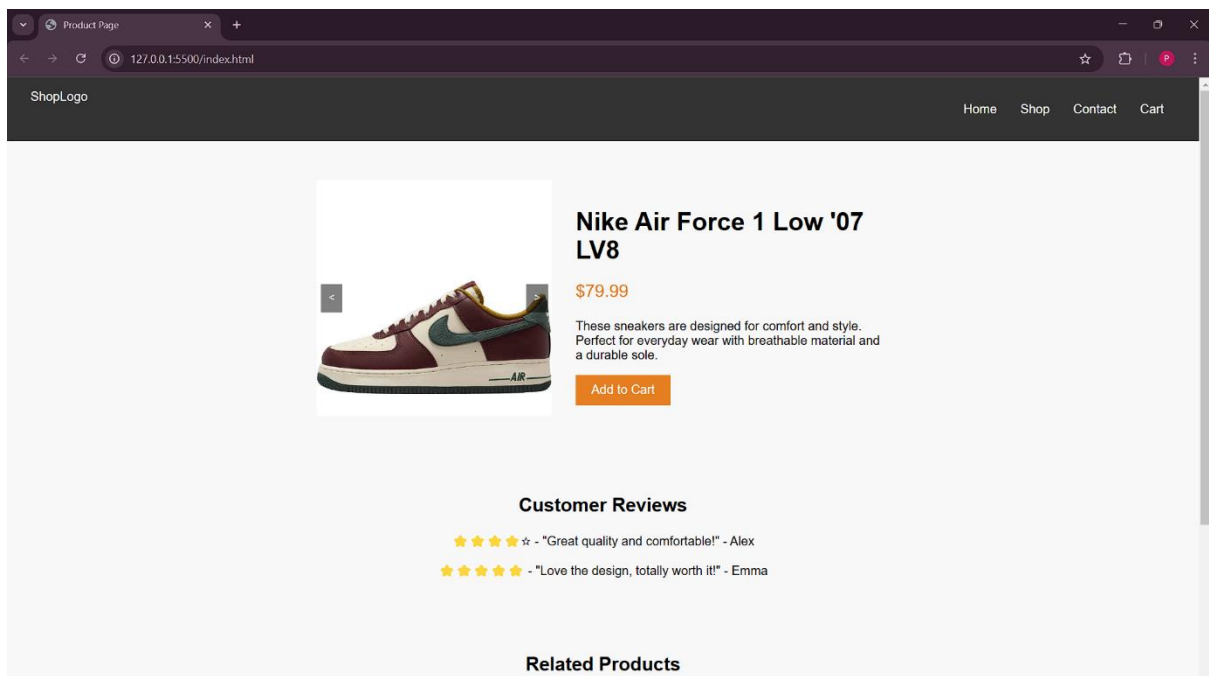 Product Page
127.0.0.1:5500/index.html
P
ShopLogo
Home Shop Contact Cart
Nike Air Force 1 Low '07
LV8
$79.99
These sneakers are designed for comfort and style.
Perfect for everyday wear with breathable material and
a durable sole.
Add to Cart
< >
AIR
Customer Reviews
⭐⭐⭐⭐☆ - "Great quality and comfortable!" - Alex
⭐⭐⭐⭐⭐ - "Love the design, totally worth it!" - Emma
Related Products